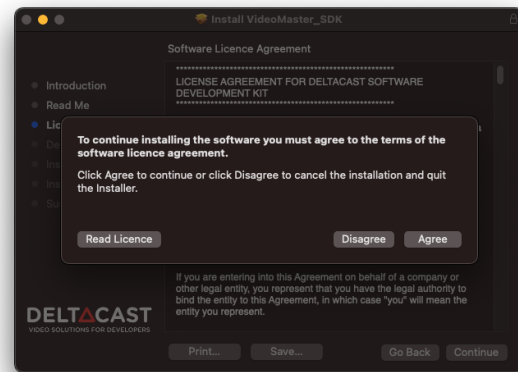 Install VideoMaster_SDK
Software Licence Agreement
Introduction
Read Me
LICENSE AGREEMENT FOR DELTACAST SOFTWARE
DEVELOPMENT KIT
To continue installing the software you must agree to the terms of the
software licence agreement.
Click Agree to continue or click Disagree to cancel the installation and quit
the Installer.
Read Licence
Disagree
Agree
If you are entering into this Agreement on behalf of a company or
other legal entity, you represent that you have the legal authority to
bind the entity to this Agreement, in which case "you" will mean the
entity you represent.
DELTACAST
VIDEO SOLUTIONS FOR DEVELOPERS
Print...
Save...
Go Back
Continue